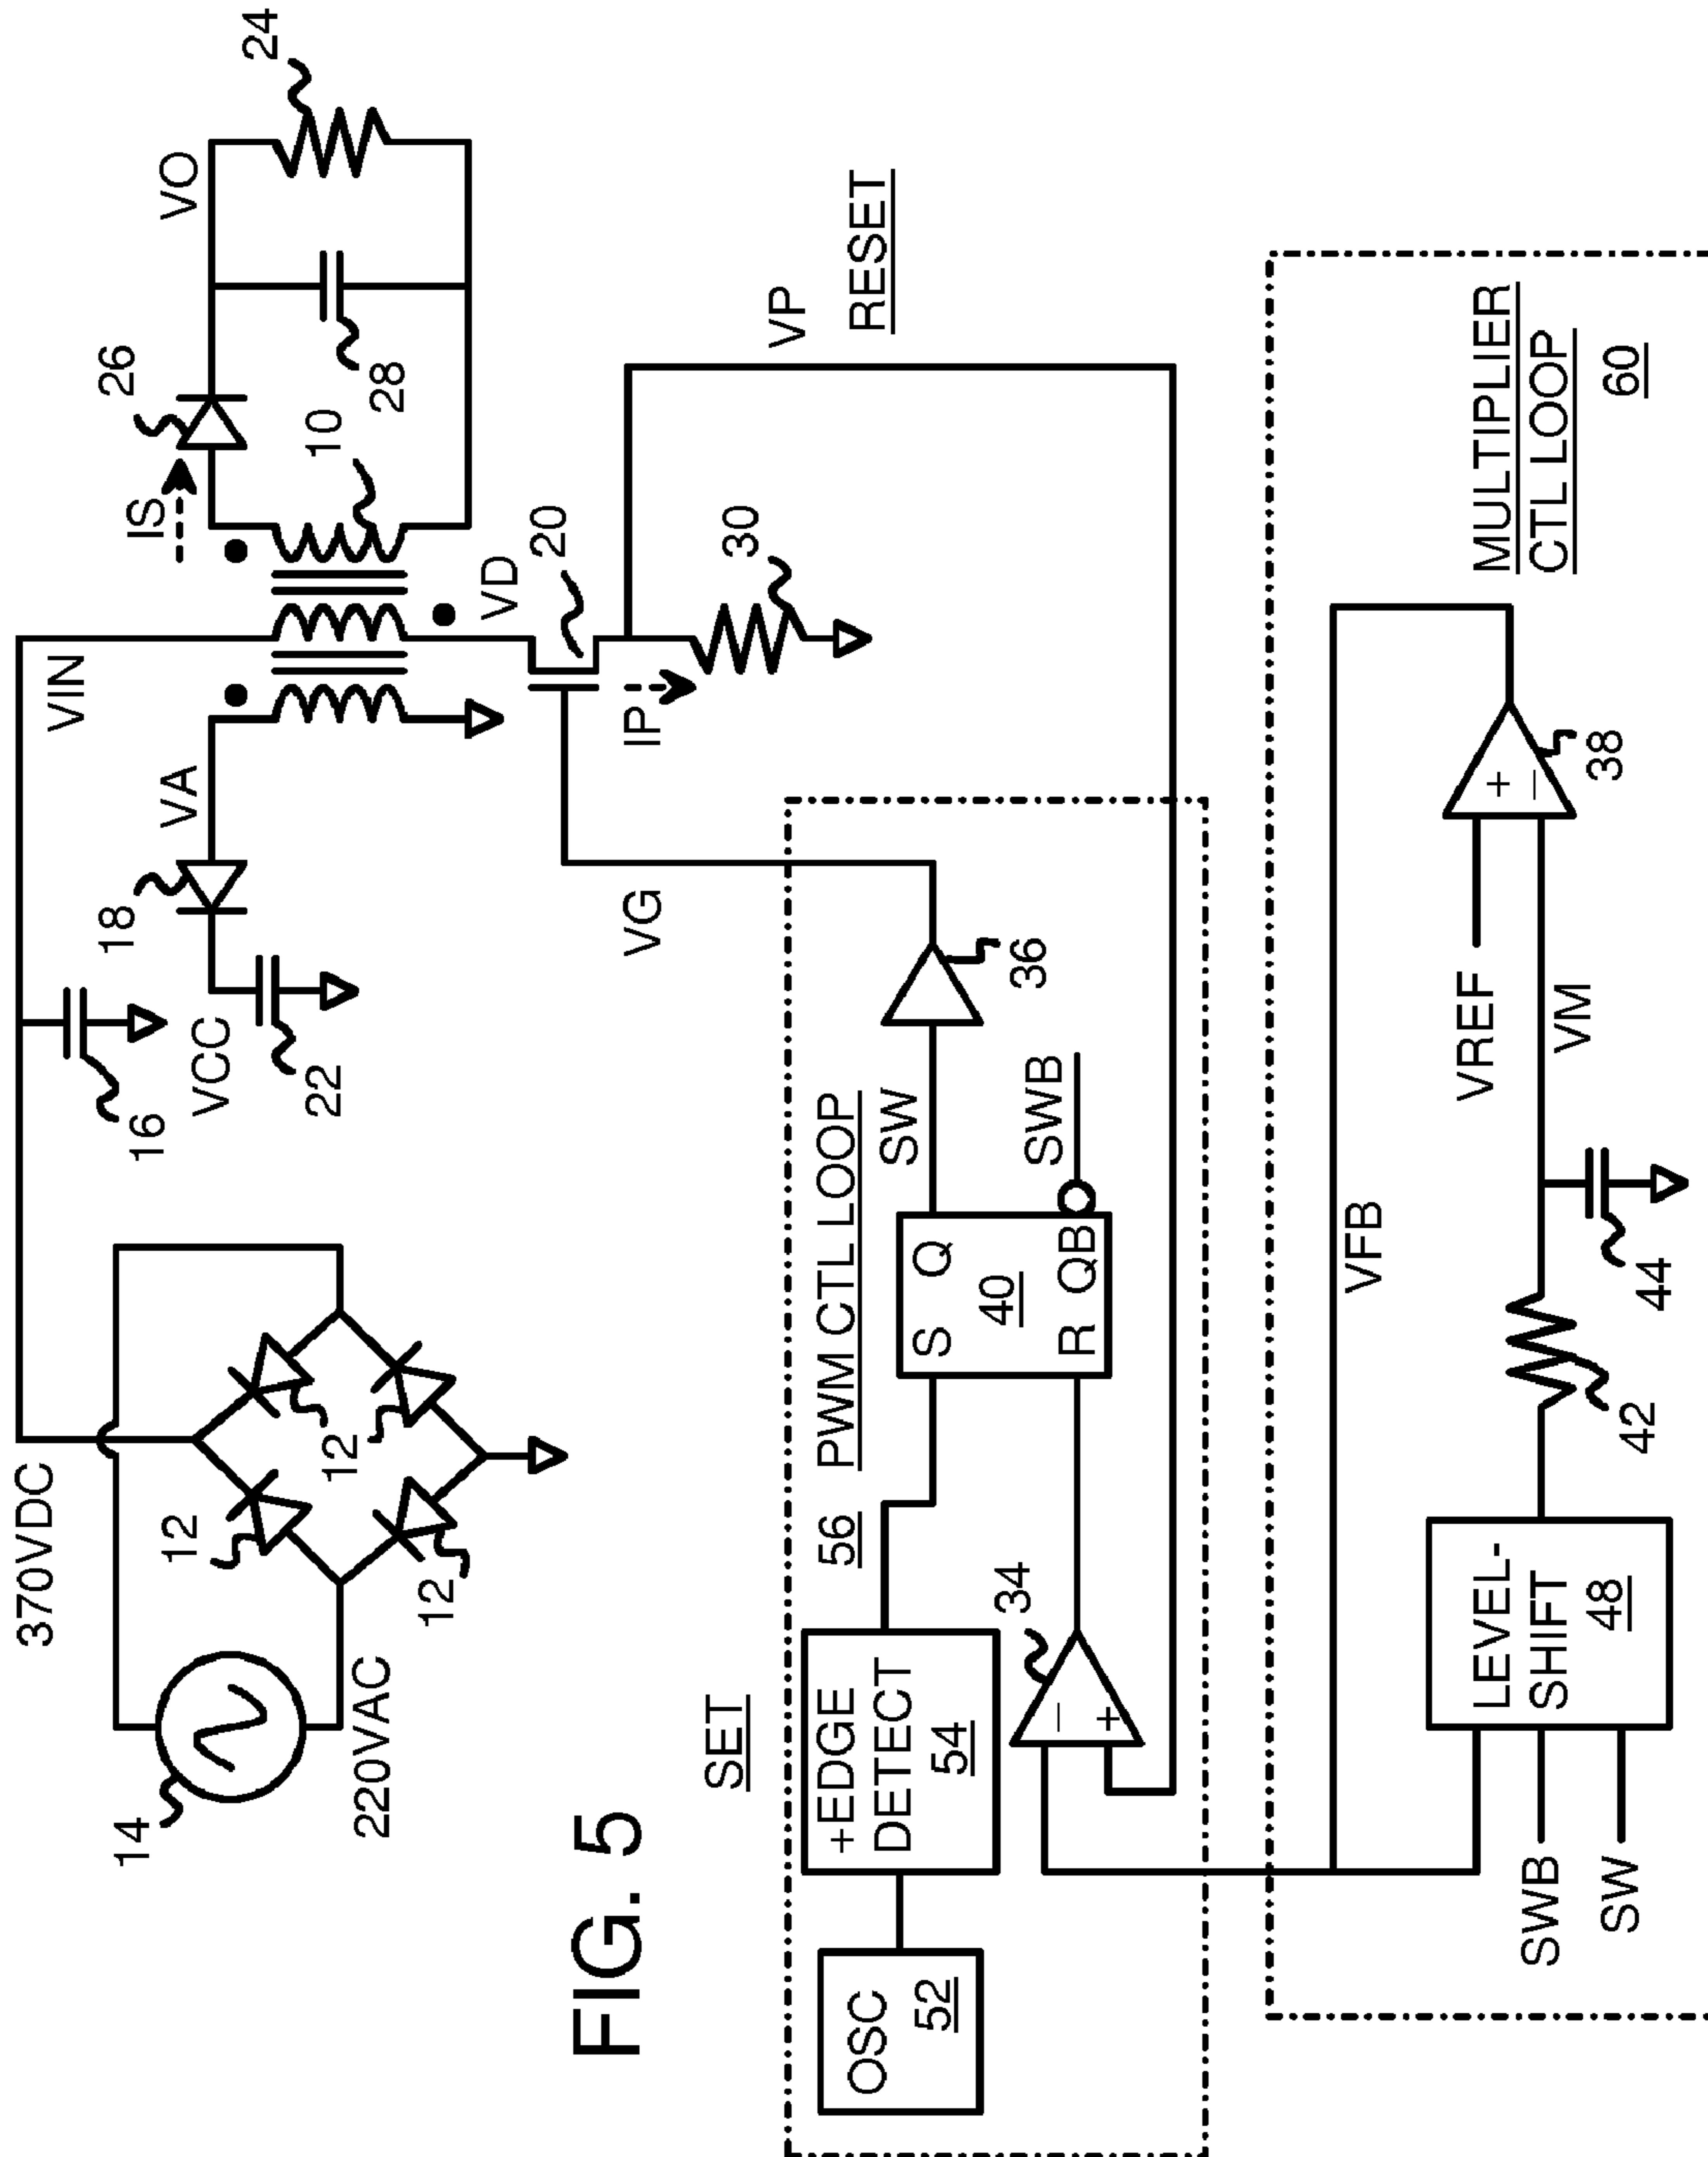 FIG. 5
14
220VAC
370VDC
12
12
12
16
VCC
22
18
VA
VIN
IS
26
VO
24
28
10
VD
20
IP
30
VP
RESET
VG
SET
OSC
52
+EDGE
DETECT
54
56
PWM CTL LOOP
34
−
+
S Q
40
R QB
SW
SWB
36
VFB
SWB
SW
LEVEL-
SHIFT
48
42
44
VREF
VM
+
−
38
MULTIPLIER
CTL LOOP
60